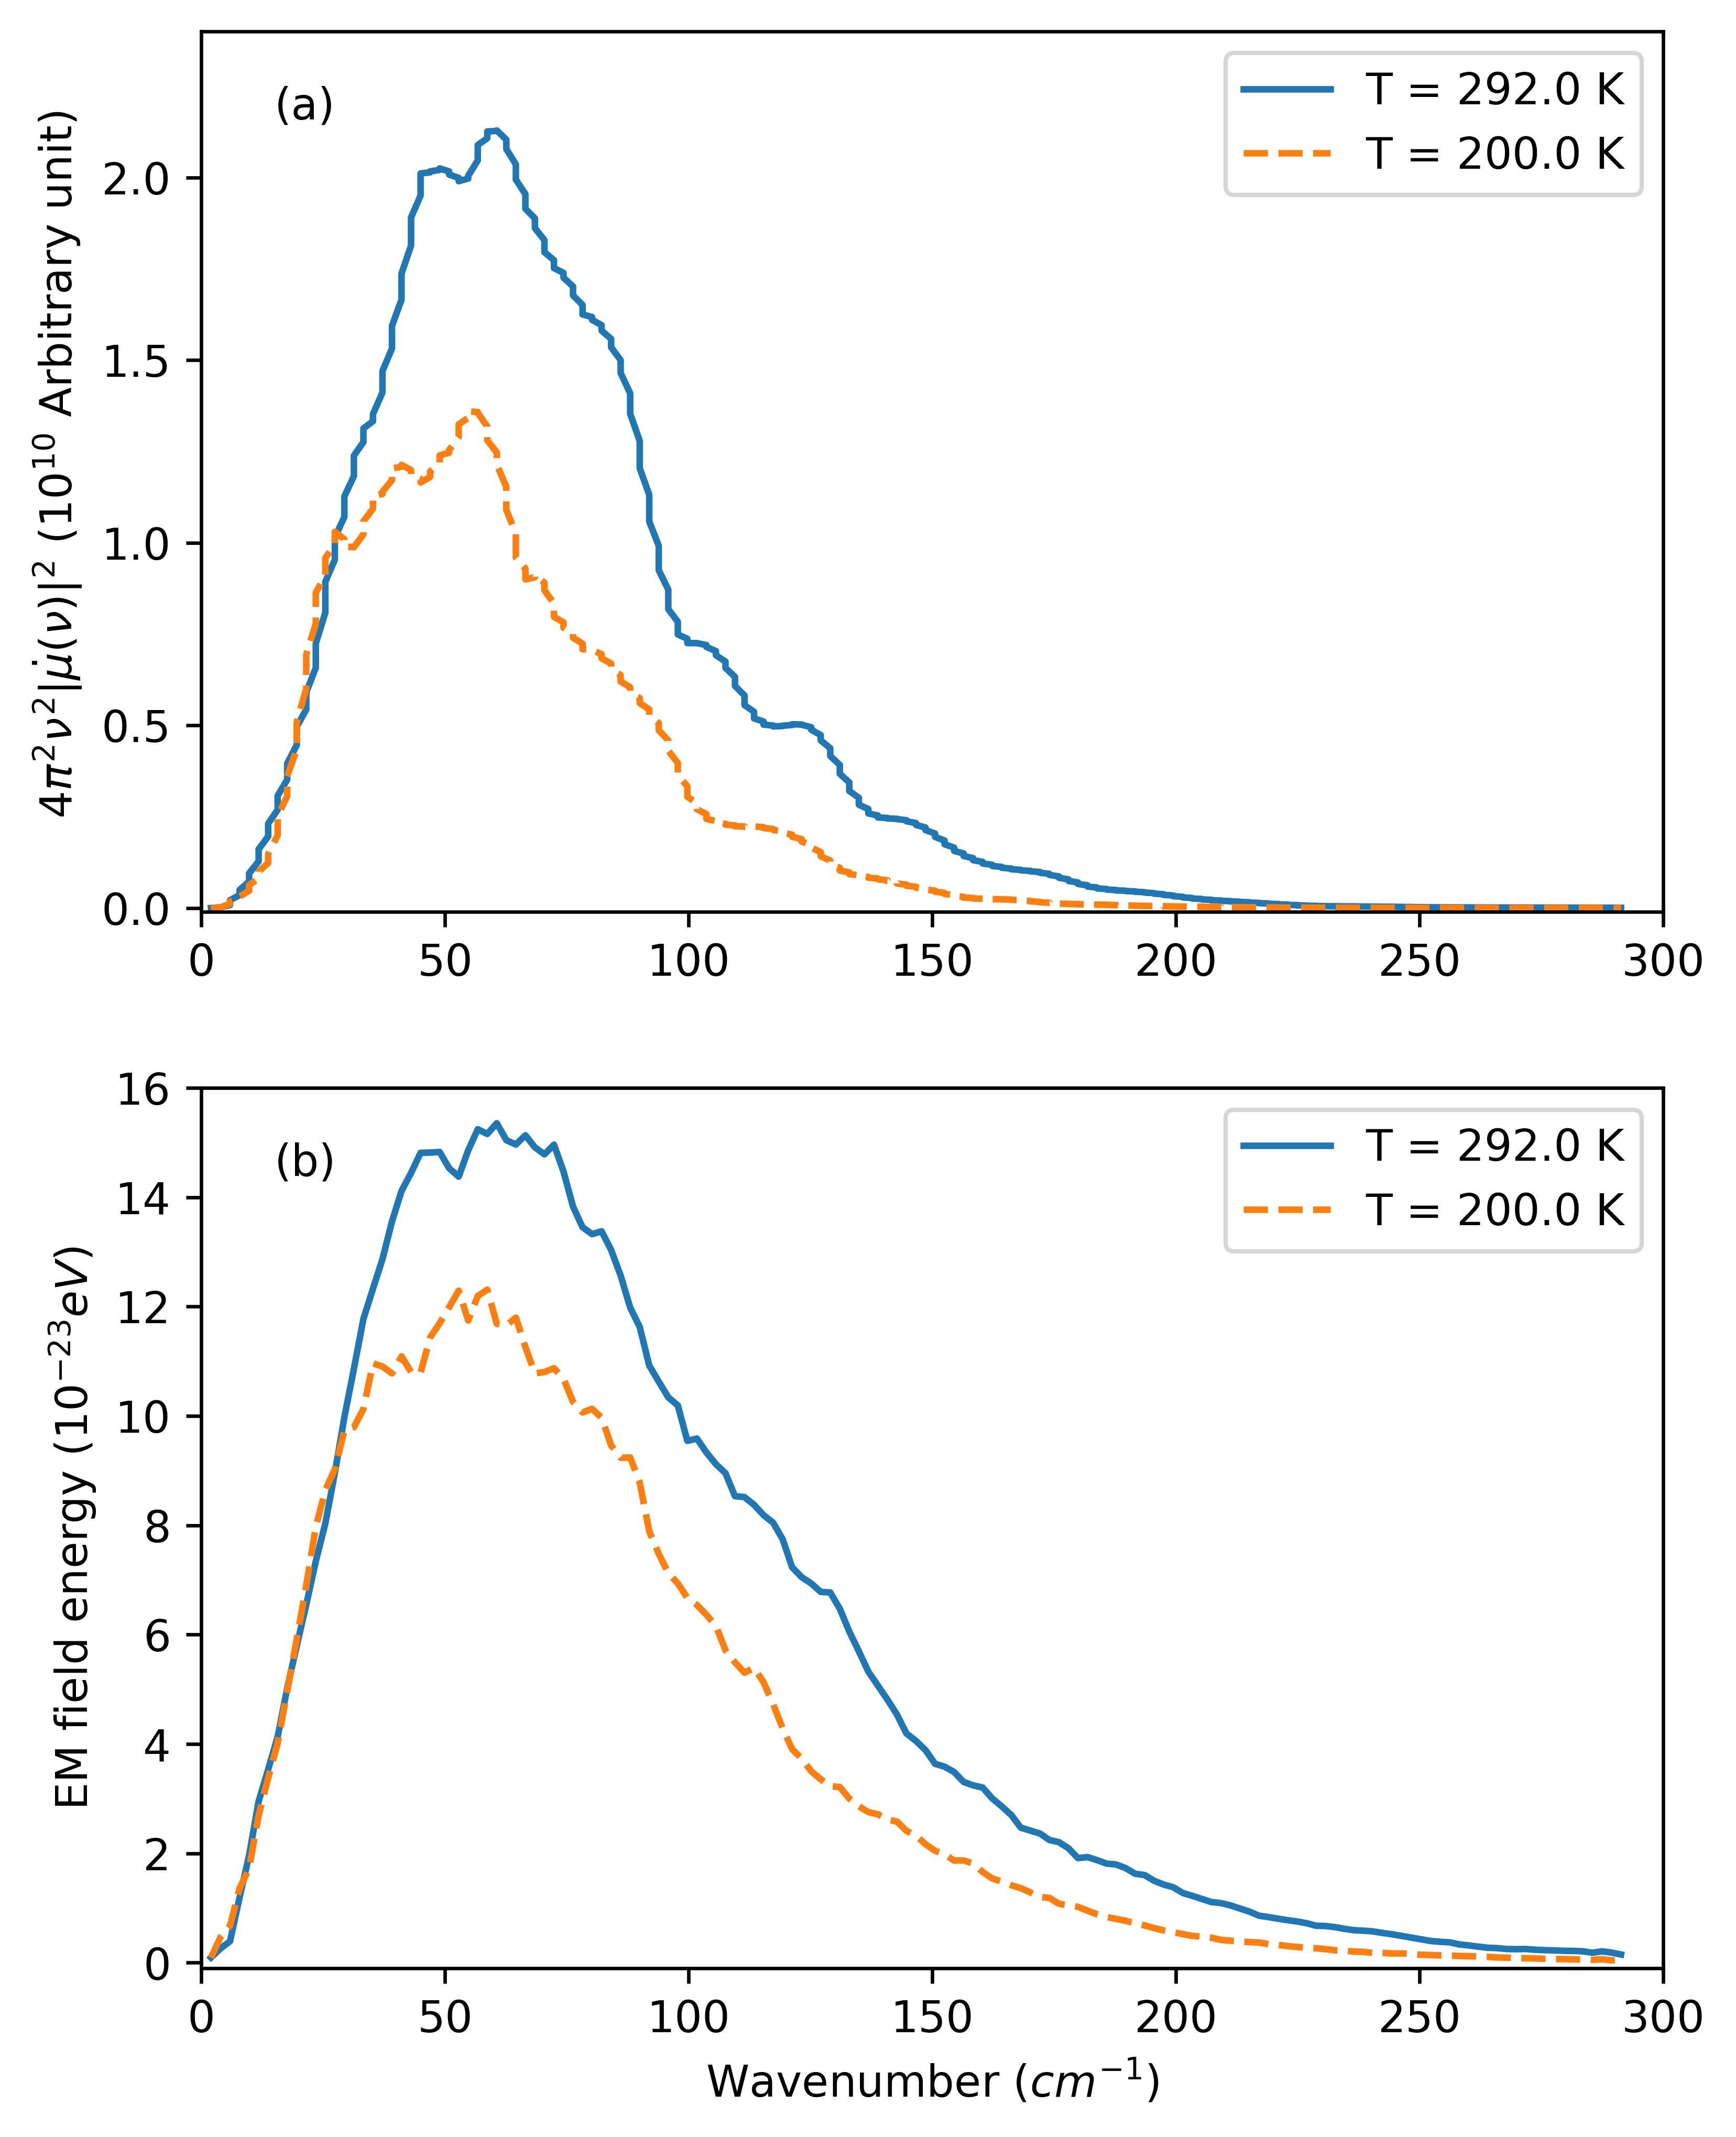 (a)
T = 292.0 K
T = 200.0 K
4π²ν²|μ̇(ν)|² (10¹⁰ Arbitrary unit)
2.0
1.5
1.0
0.5
0.0
0 50 100 150 200 250 300
(b)
T = 292.0 K
T = 200.0 K
EM field energy (10⁻²³eV)
16
14
12
10
8
6
4
2
0
0 50 100 150 200 250 300
Wavenumber (cm⁻¹)